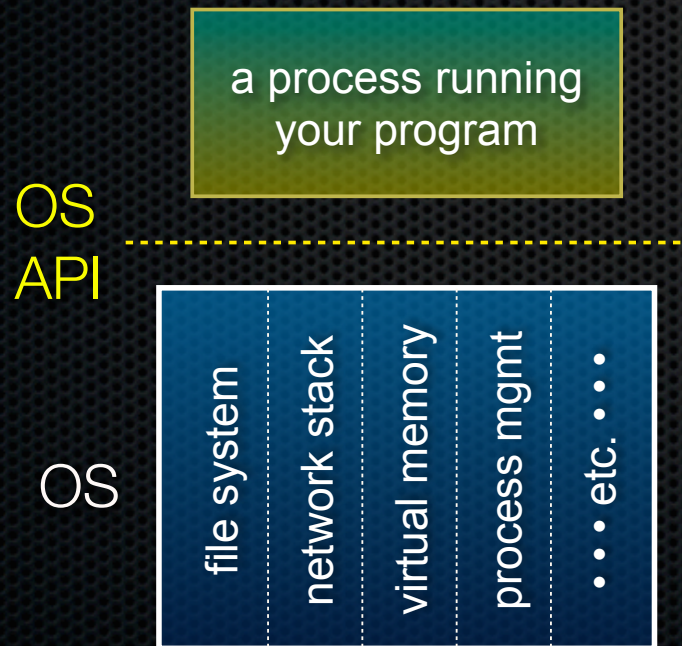 a process running
your program
OS
API
OS
file system
network stack
virtual memory
process mgmt
• • • etc. • • •